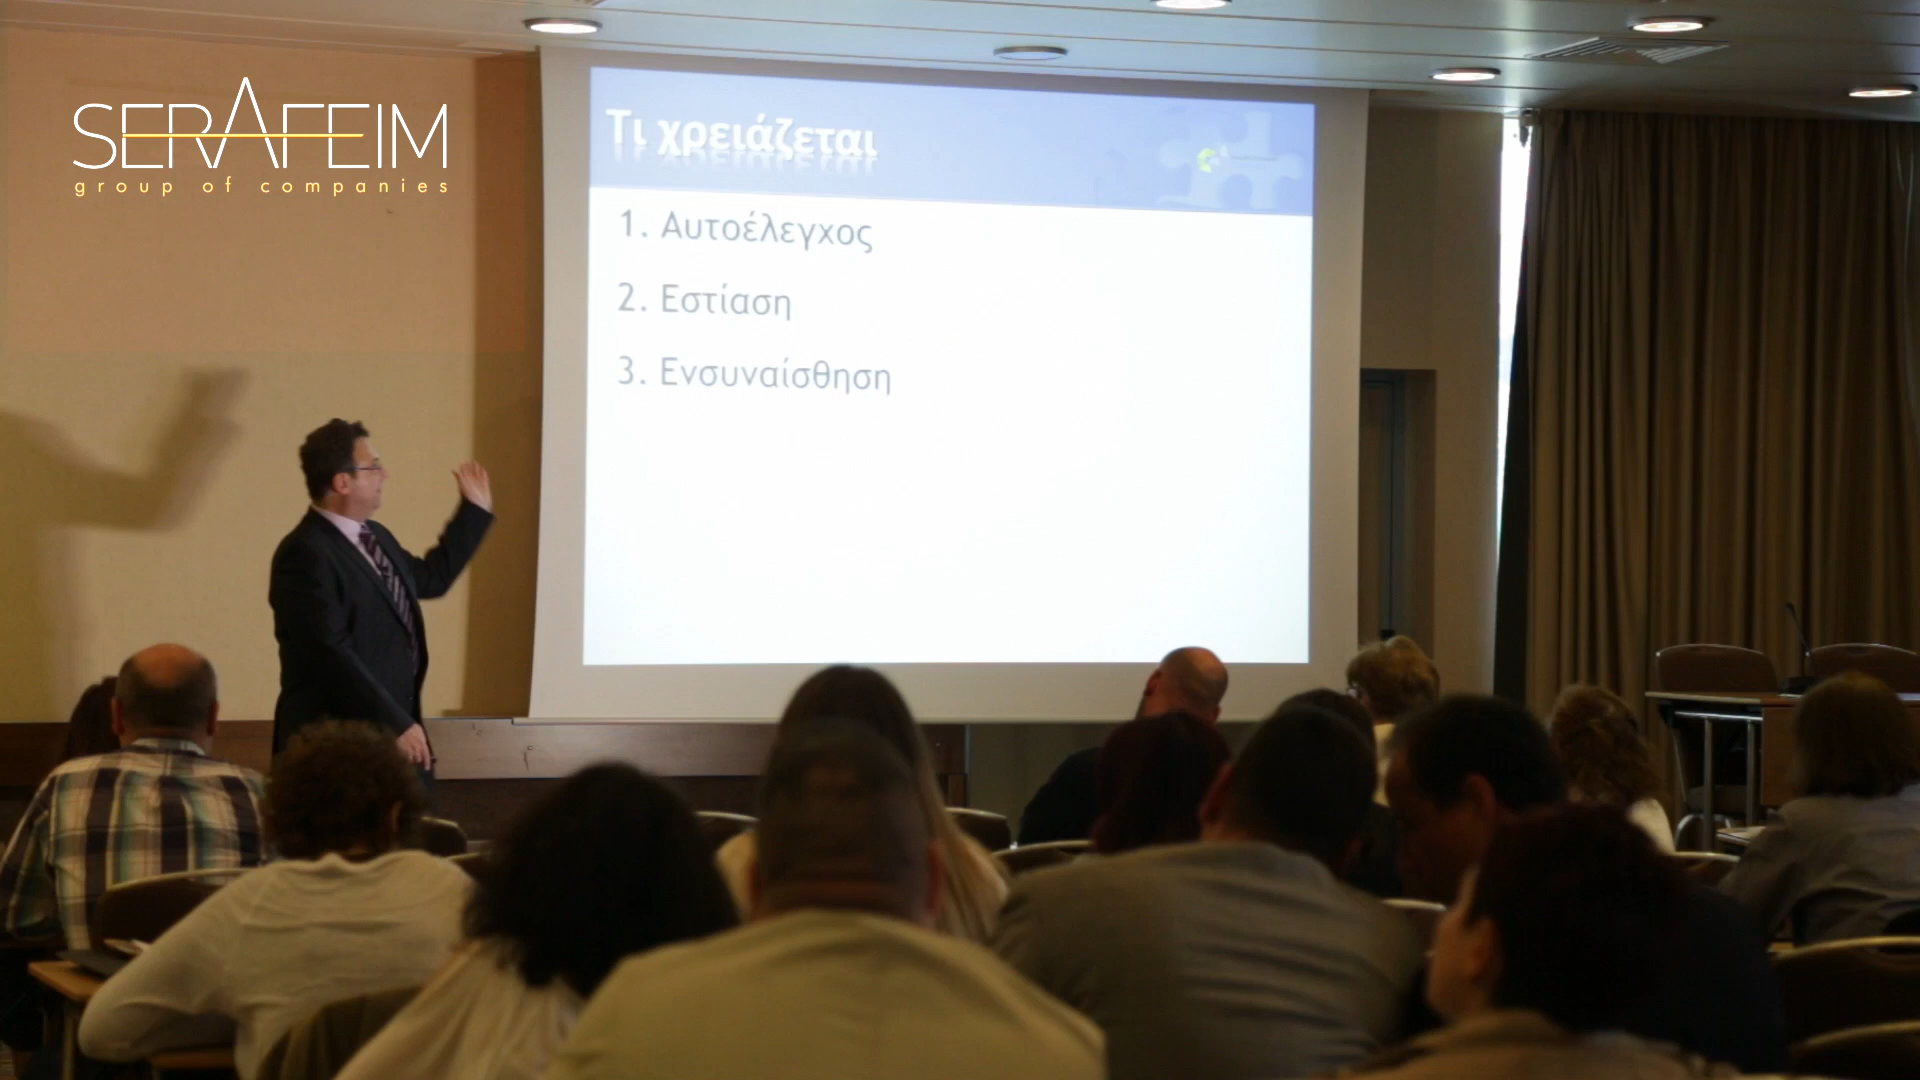 SERAFEIM
group of companies
Τι χρειάζεται
1. Αυτοέλεγχος
2. Εστίαση
3. Ενσυναίσθηση